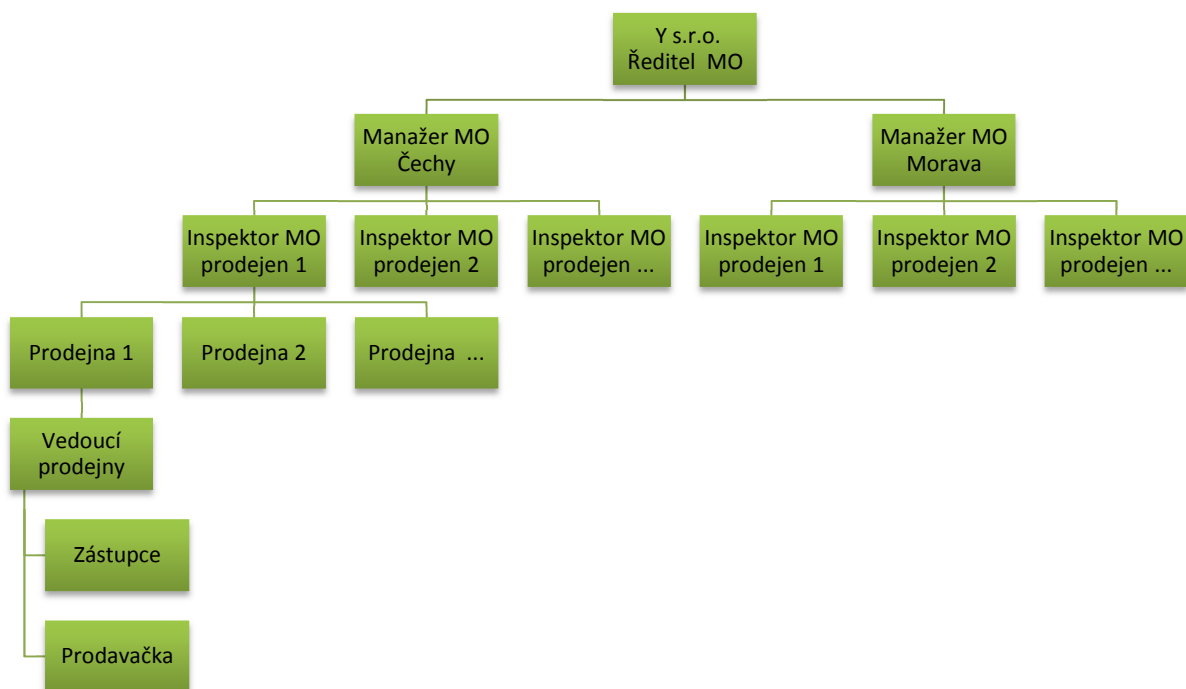 Y s.r.o.
Ředitel  MO
Manažer MO
Čechy
Manažer MO
Morava
Inspektor MO
prodejen 1
Inspektor MO
prodejen 2
Inspektor MO
prodejen ...
Inspektor MO
prodejen 1
Inspektor MO
prodejen 2
Inspektor MO
prodejen ...
Prodejna 1
Prodejna 2
Prodejna  ...
Vedoucí
prodejny
Zástupce
Prodavačka